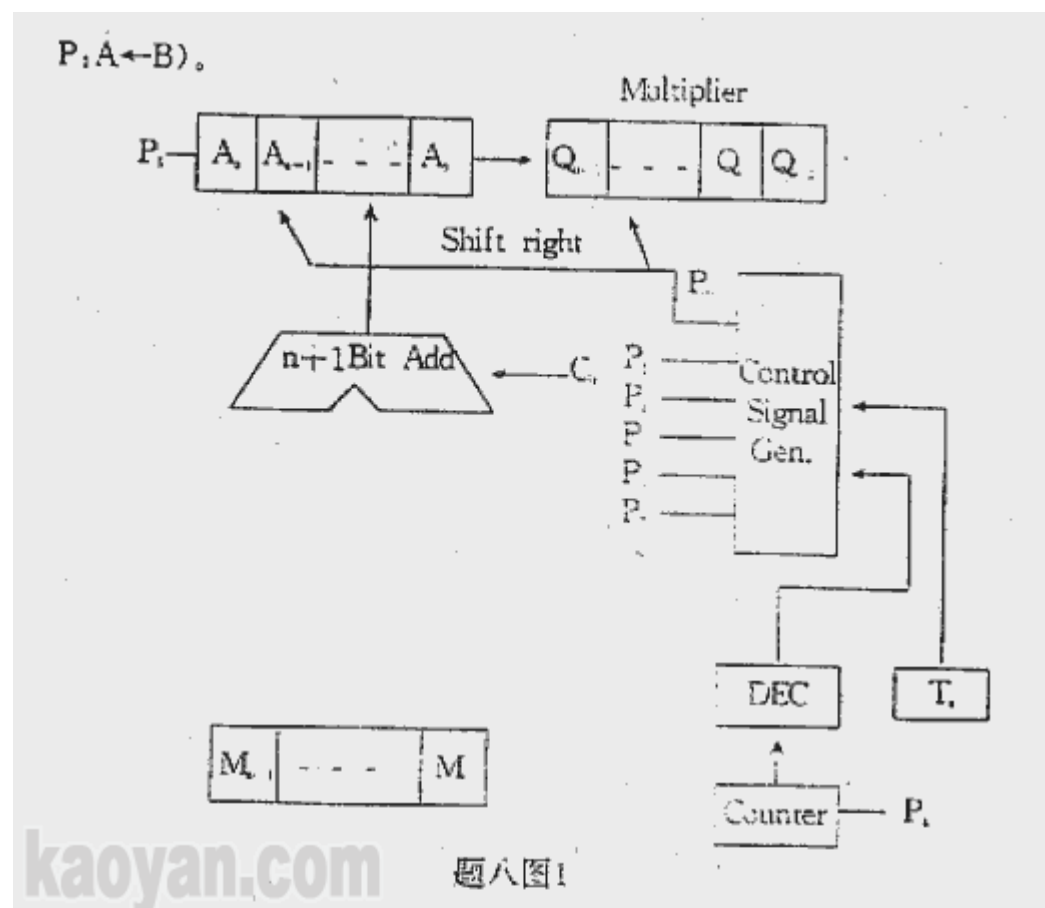 P:A←B)。
Multiplier
P A A - - - A
Q - - - Q Q
Shift right
P
n+1Bit Add
C
P
Control
P
Signal
P
Gen.
P
P
DEC
T
M - - - M
Counter
P
kaoyan.com
题八图1